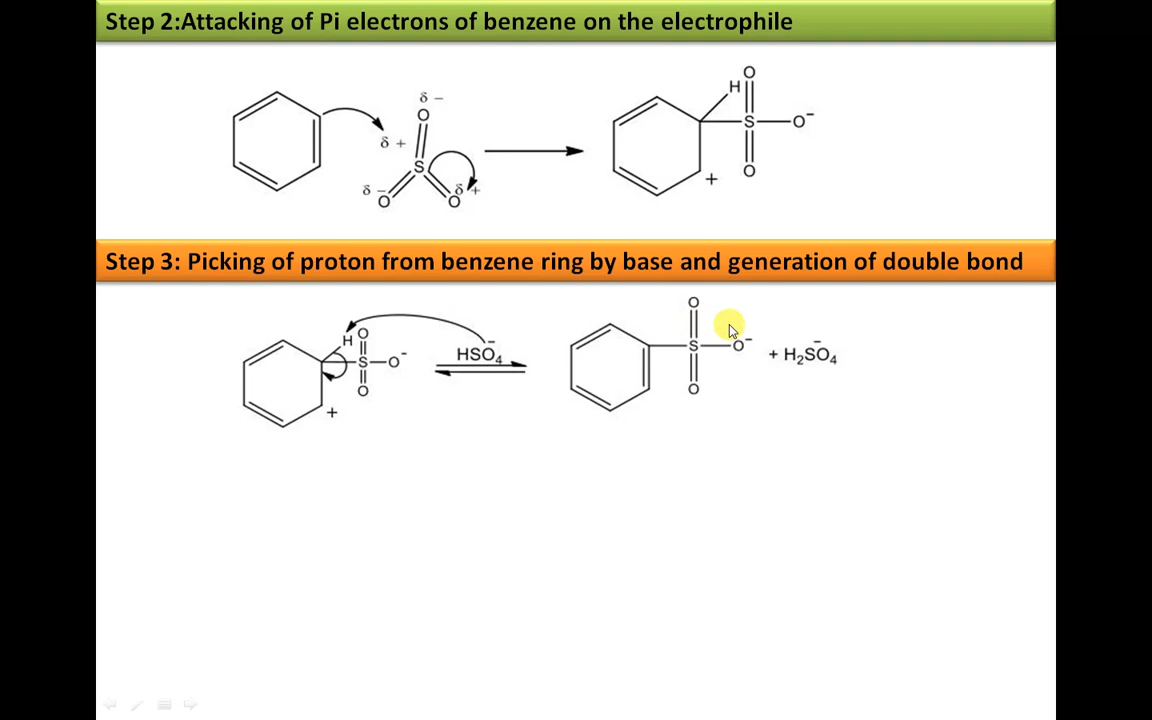 Step 2:Attacking of Pi electrons of benzene on the electrophile
δ −
O
δ +
S
δ −
O
δ +
O
H
O
S
O−
O
+
Step 3: Picking of proton from benzene ring by base and generation of double bond
H O
S
O−
O
+
HSO4−
O
S
O−
O
+ H2SO4−